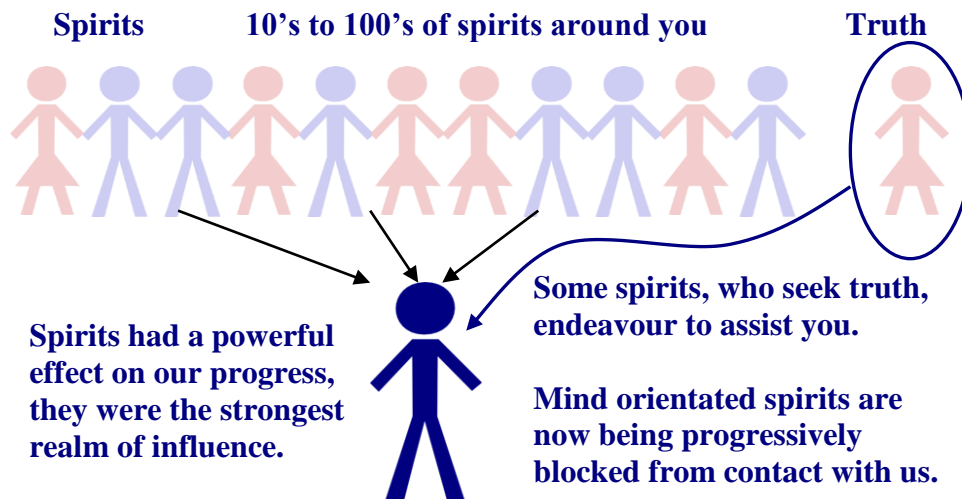 Spirits 10’s to 100’s of spirits around you Truth
Spirits had a powerful
effect on our progress,
they were the strongest
realm of influence.
Some spirits, who seek truth,
endeavour to assist you.
Mind orientated spirits are
now being progressively
blocked from contact with us.